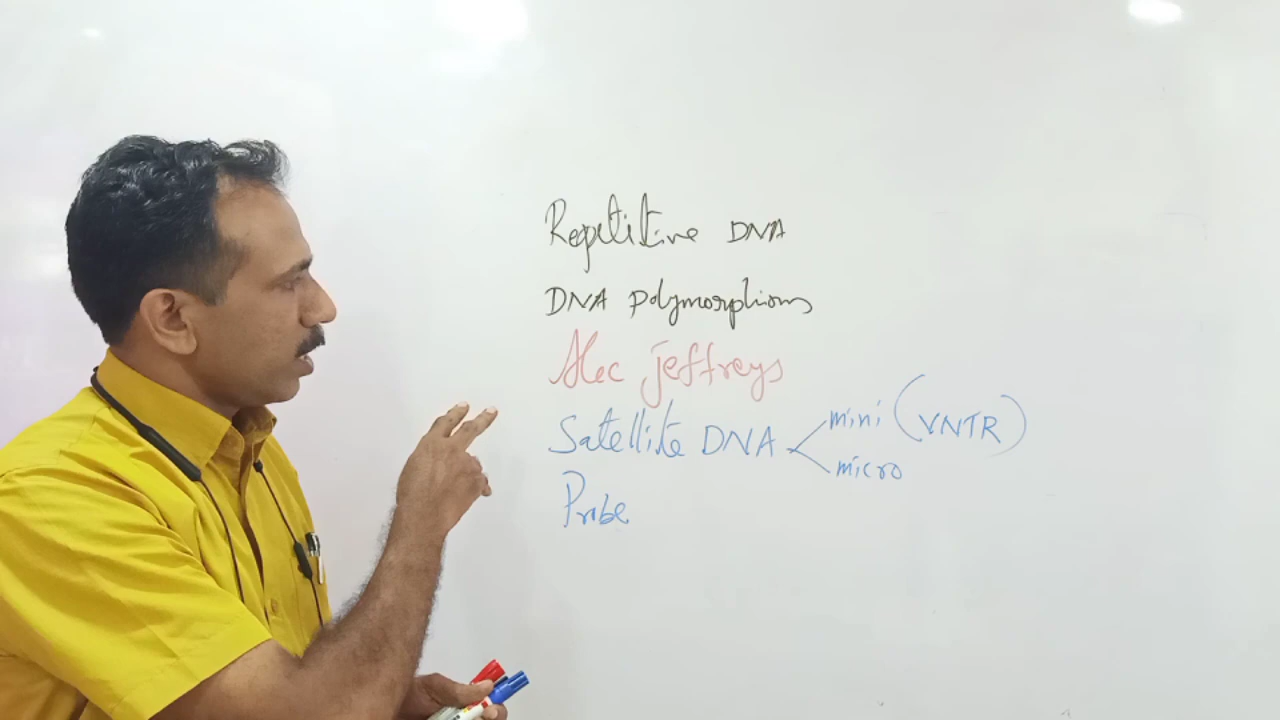 Repetitive DNA
DNA polymorphism
Alec jeffreys
Satellite DNA mini (VNTR)
micro
Probe